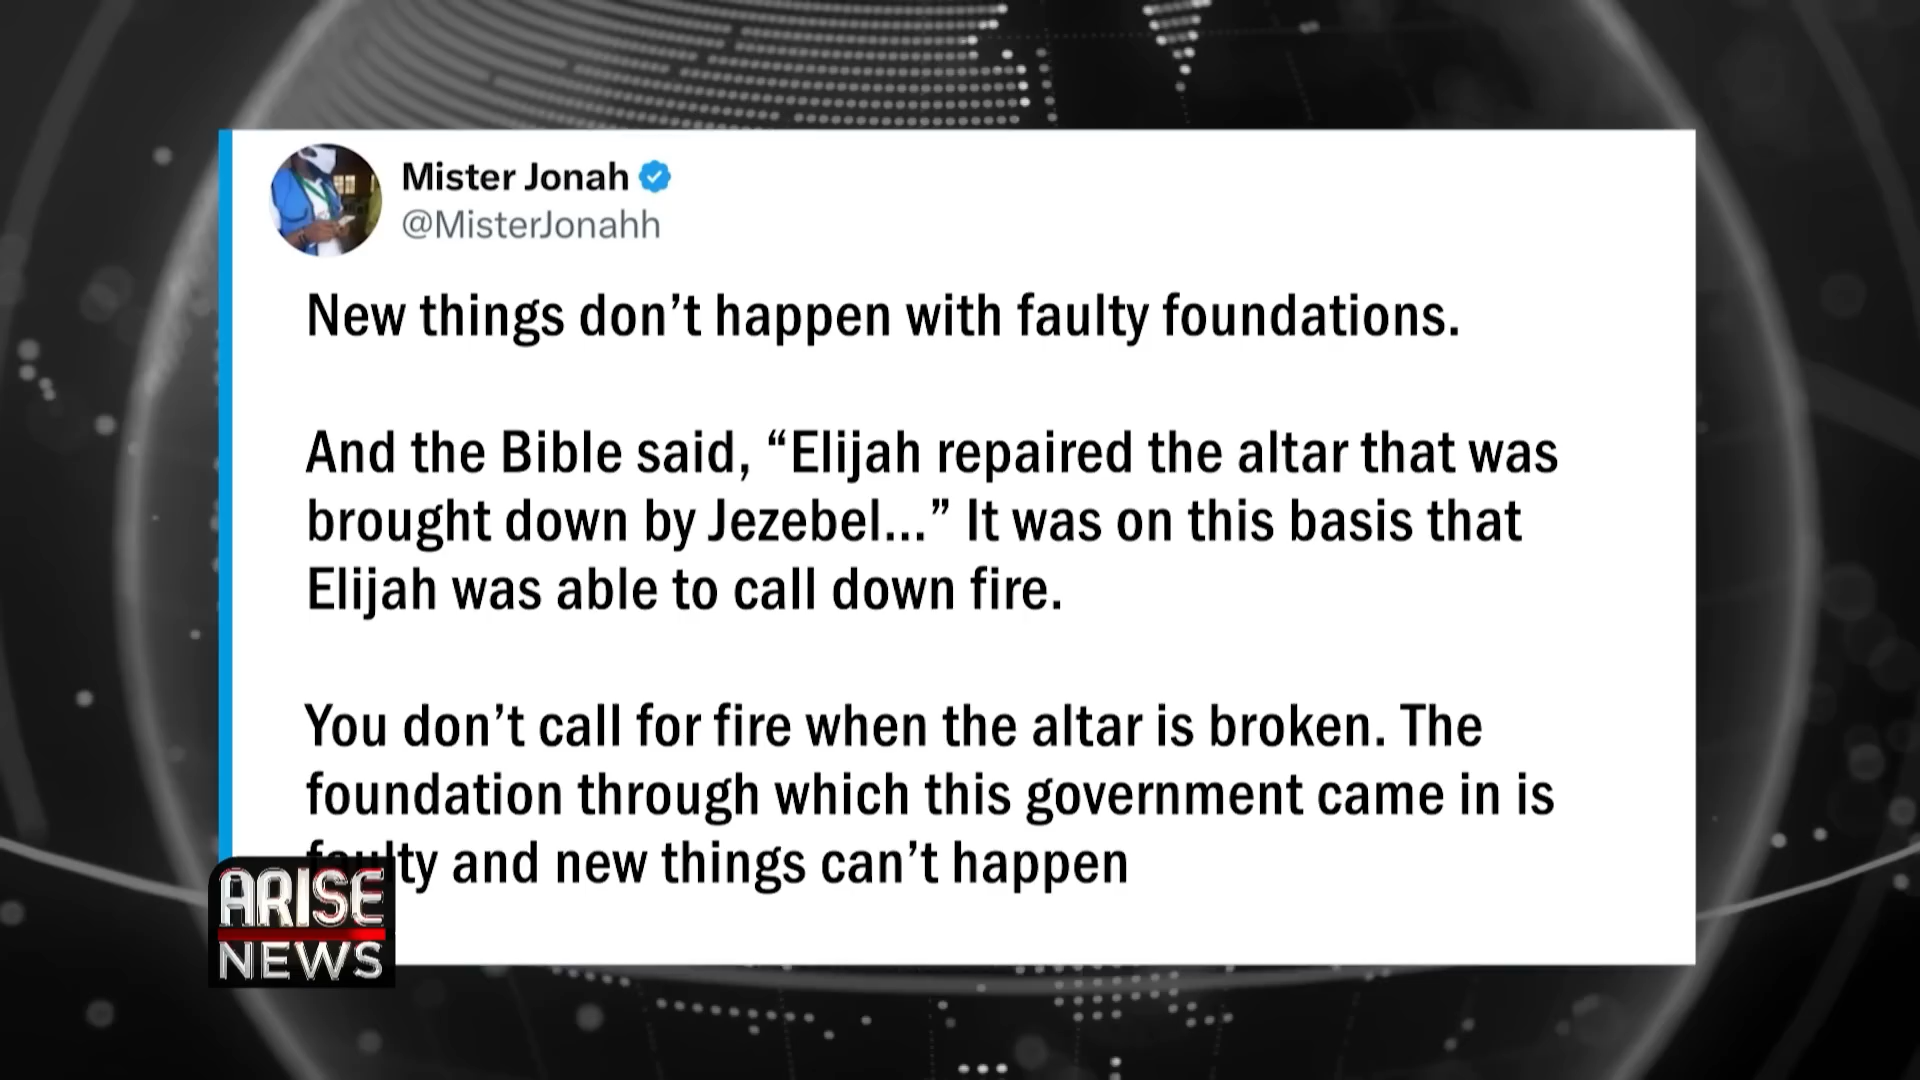 Mister Jonah
@MisterJonahh
New things don’t happen with faulty foundations.
And the Bible said, “Elijah repaired the altar that was
brought down by Jezebel...” It was on this basis that
Elijah was able to call down fire.
You don’t call for fire when the altar is broken. The
foundation through which this government came in is
faulty and new things can’t happen
ARISE
NEWS